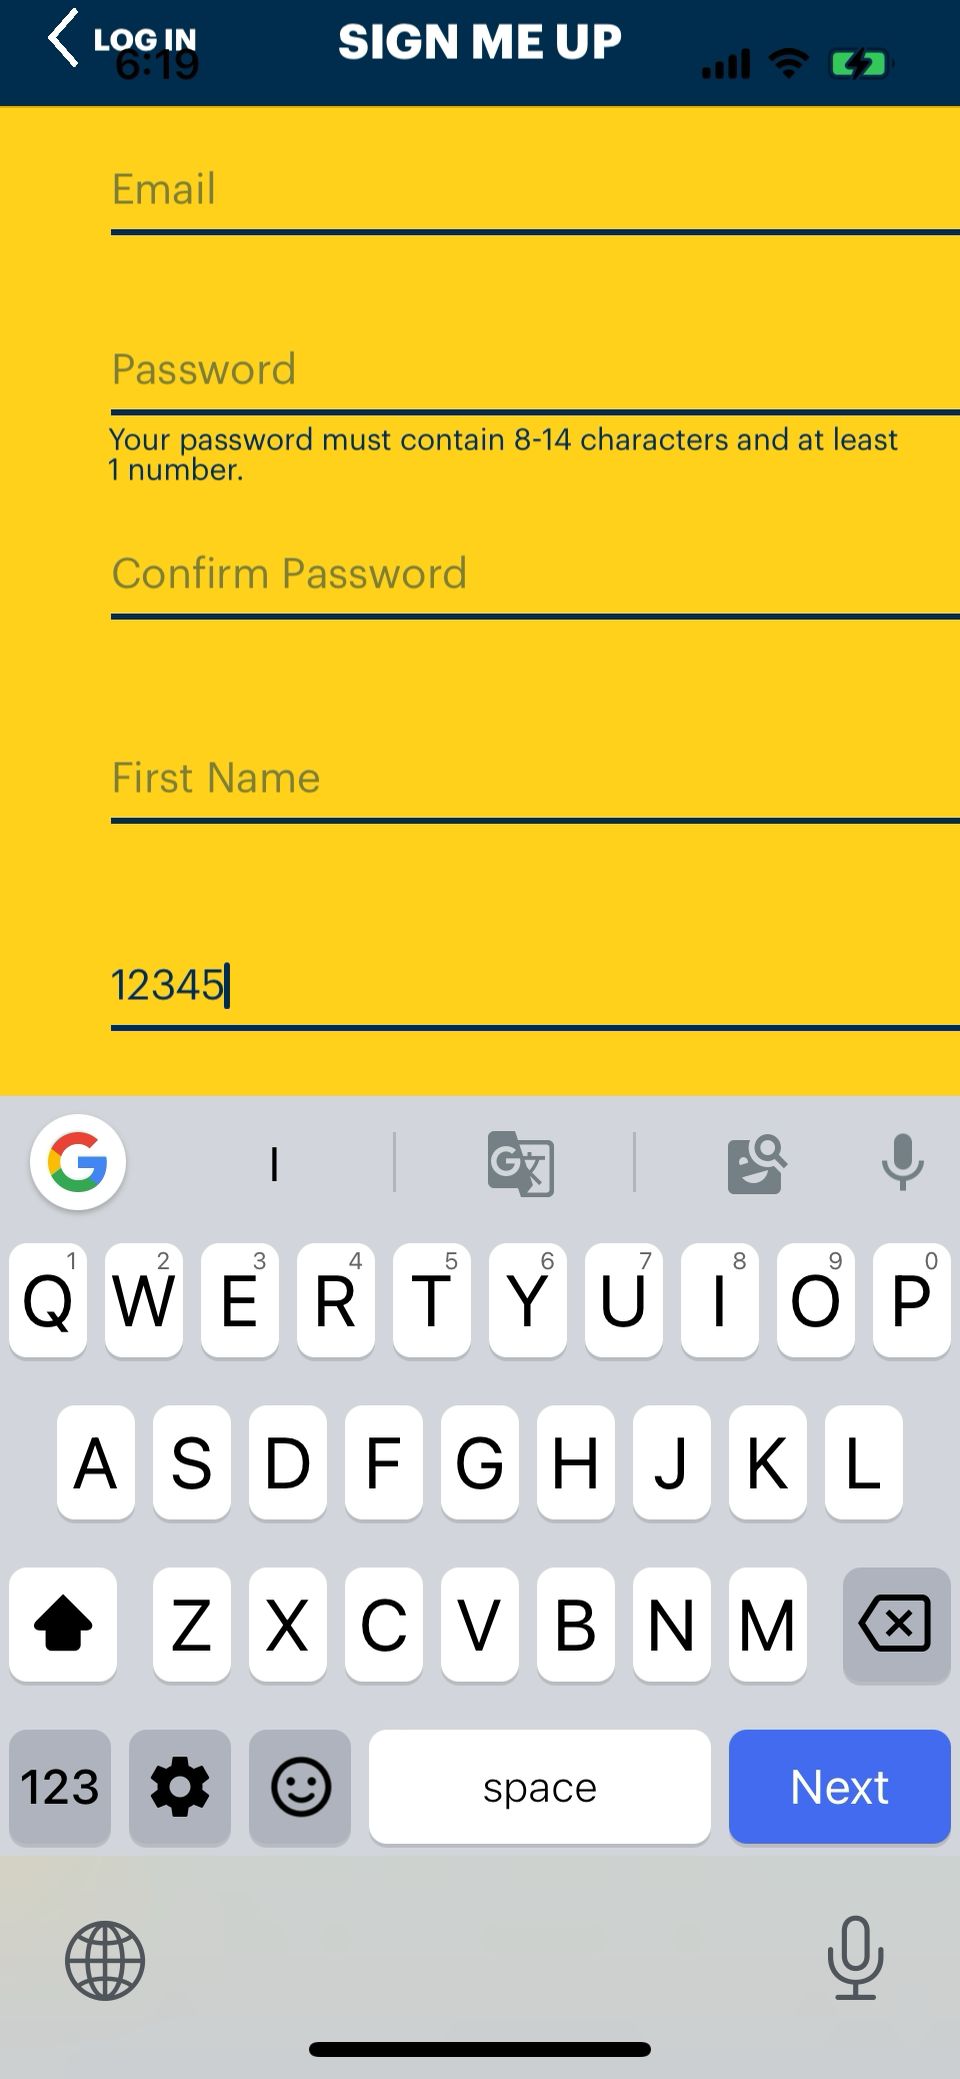 LOG IN
SIGN ME UP
6:19
Email
Password
Your password must contain 8-14 characters and at least
1 number.
Confirm Password
First Name
12345
I
1 2 3 4 5 6 7 8 9 0
Q W E R T Y U I O P
A S D F G H J K L
Z X C V B N M
123 space Next